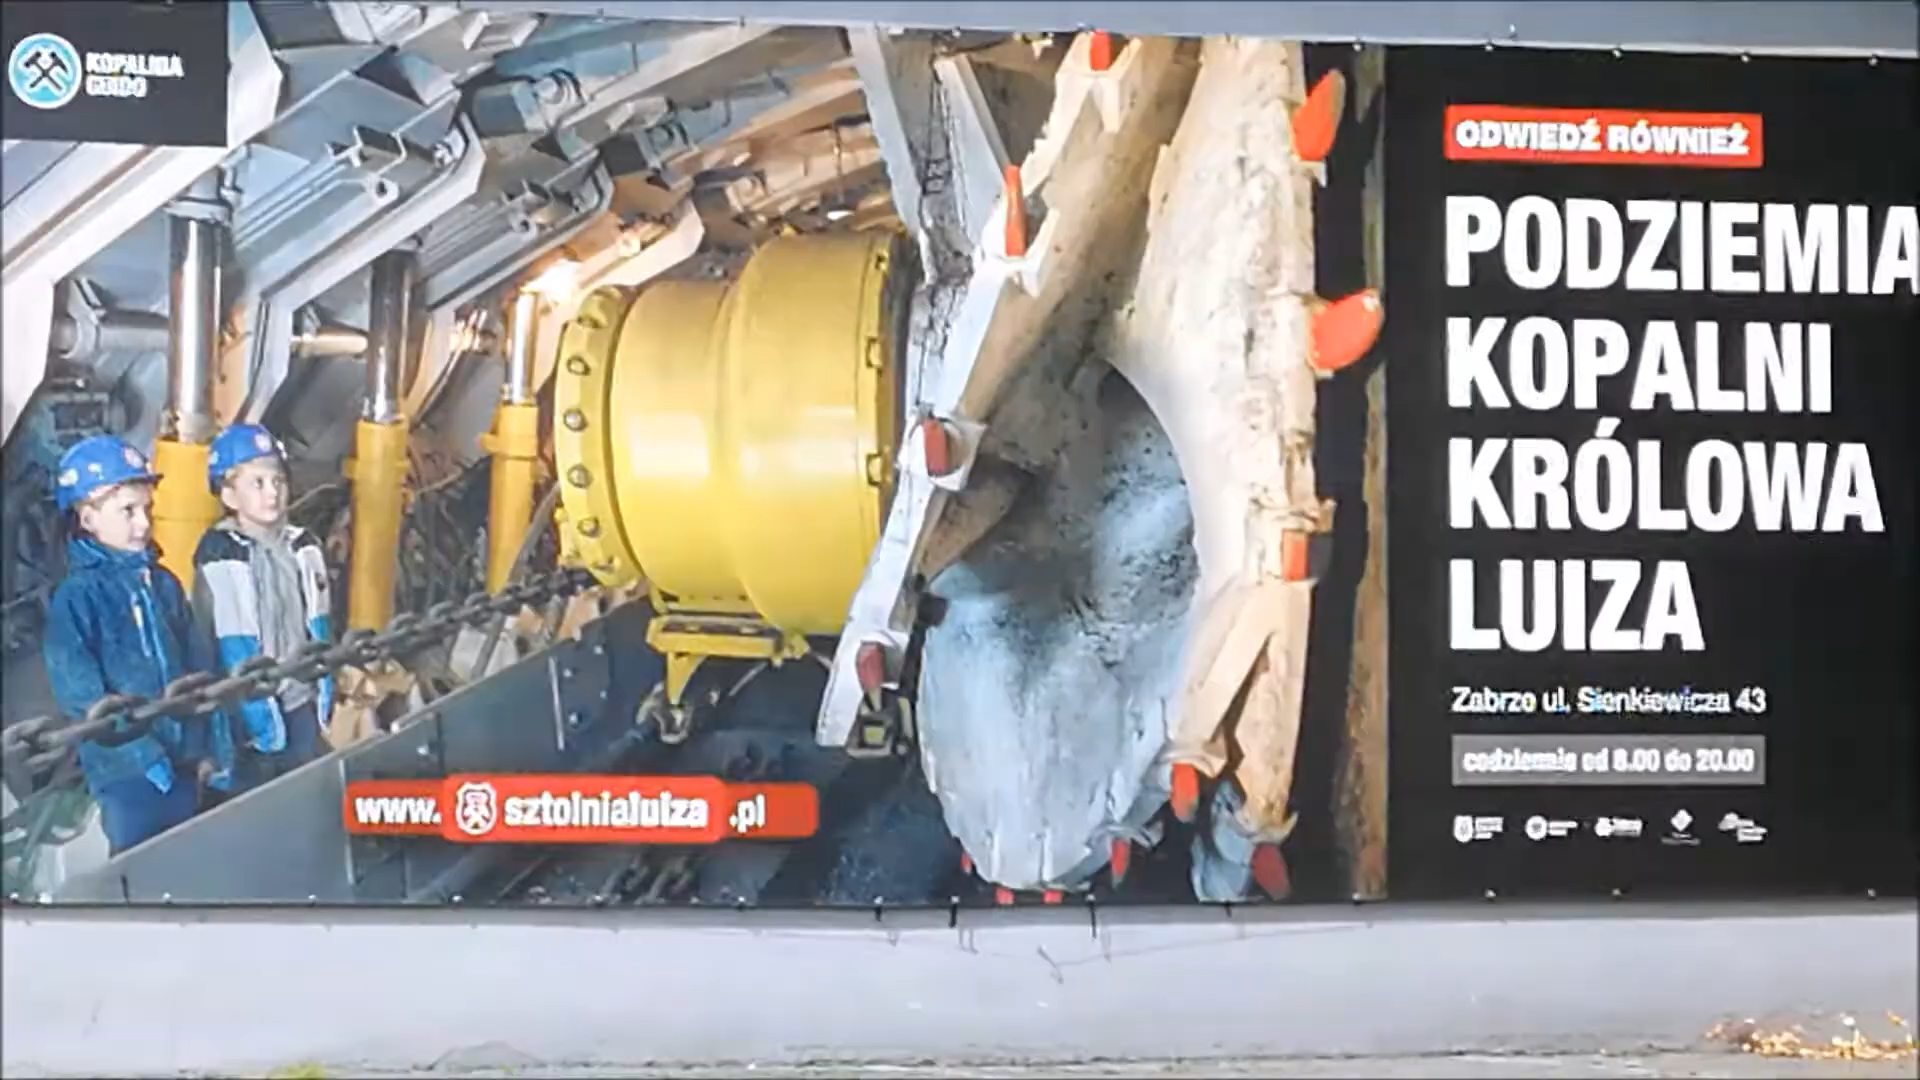 KOPALNIA
GUIDO
ODWIEDŹ RÓWNIEŻ
PODZIEMIA
KOPALNI
KRÓLOWA
LUIZA
Zabrze ul. Sienkiewicza 43
codziennie od 8.00 do 20.00
www. sztolnialuiza .pl